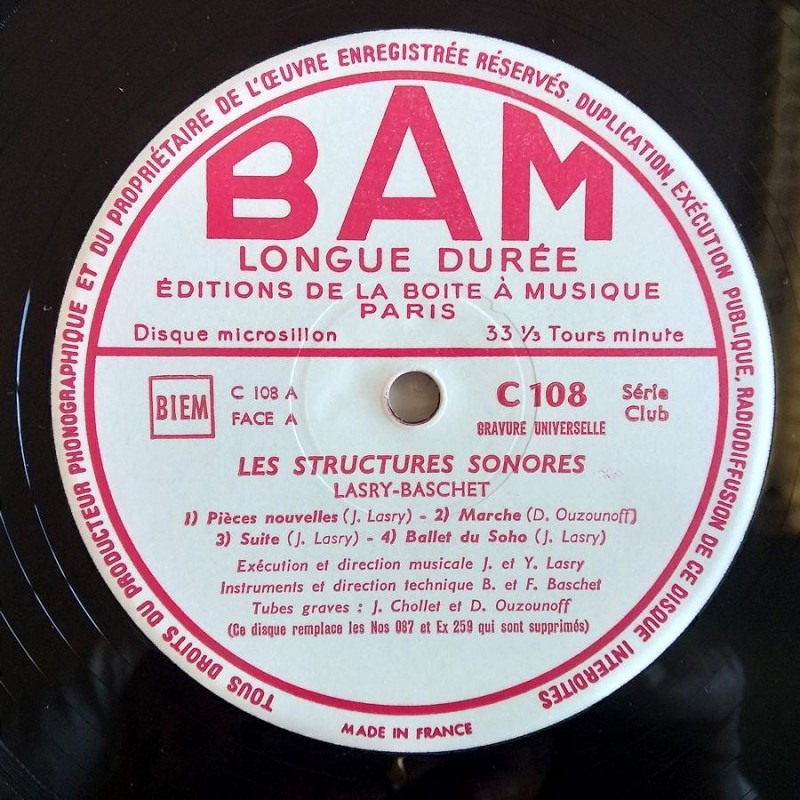 TOUS DROITS DU PRODUCTEUR PHONOGRAPHIQUE ET DU PROPRIÉTAIRE DE L'ŒUVRE ENREGISTRÉE RÉSERVÉS. DUPLICATION, EXÉCUTION PUBLIQUE, RADIODIFFUSION DE CE DISQUE INTERDITES
BAM
LONGUE DURÉE
ÉDITIONS DE LA BOITE À MUSIQUE
PARIS
Disque microsillon 33 1/3 Tours minute
BIEM
C 108 A
FACE A
C 108
GRAVURE UNIVERSELLE
Série
Club
LES STRUCTURES SONORES
LASRY-BASCHET
1) Pièces nouvelles (J. Lasry) - 2) Marche (D. Ouzounoff)
3) Suite (J. Lasry) - 4) Ballet du Soho (J. Lasry)
Exécution et direction musicale J. et Y. Lasry
Instruments et direction technique B. et F. Baschet
Tubes graves : J. Chollet et D. Ouzounoff
(Ce disque remplace les Nos 087 et Ex 259 qui sont supprimés)
MADE IN FRANCE